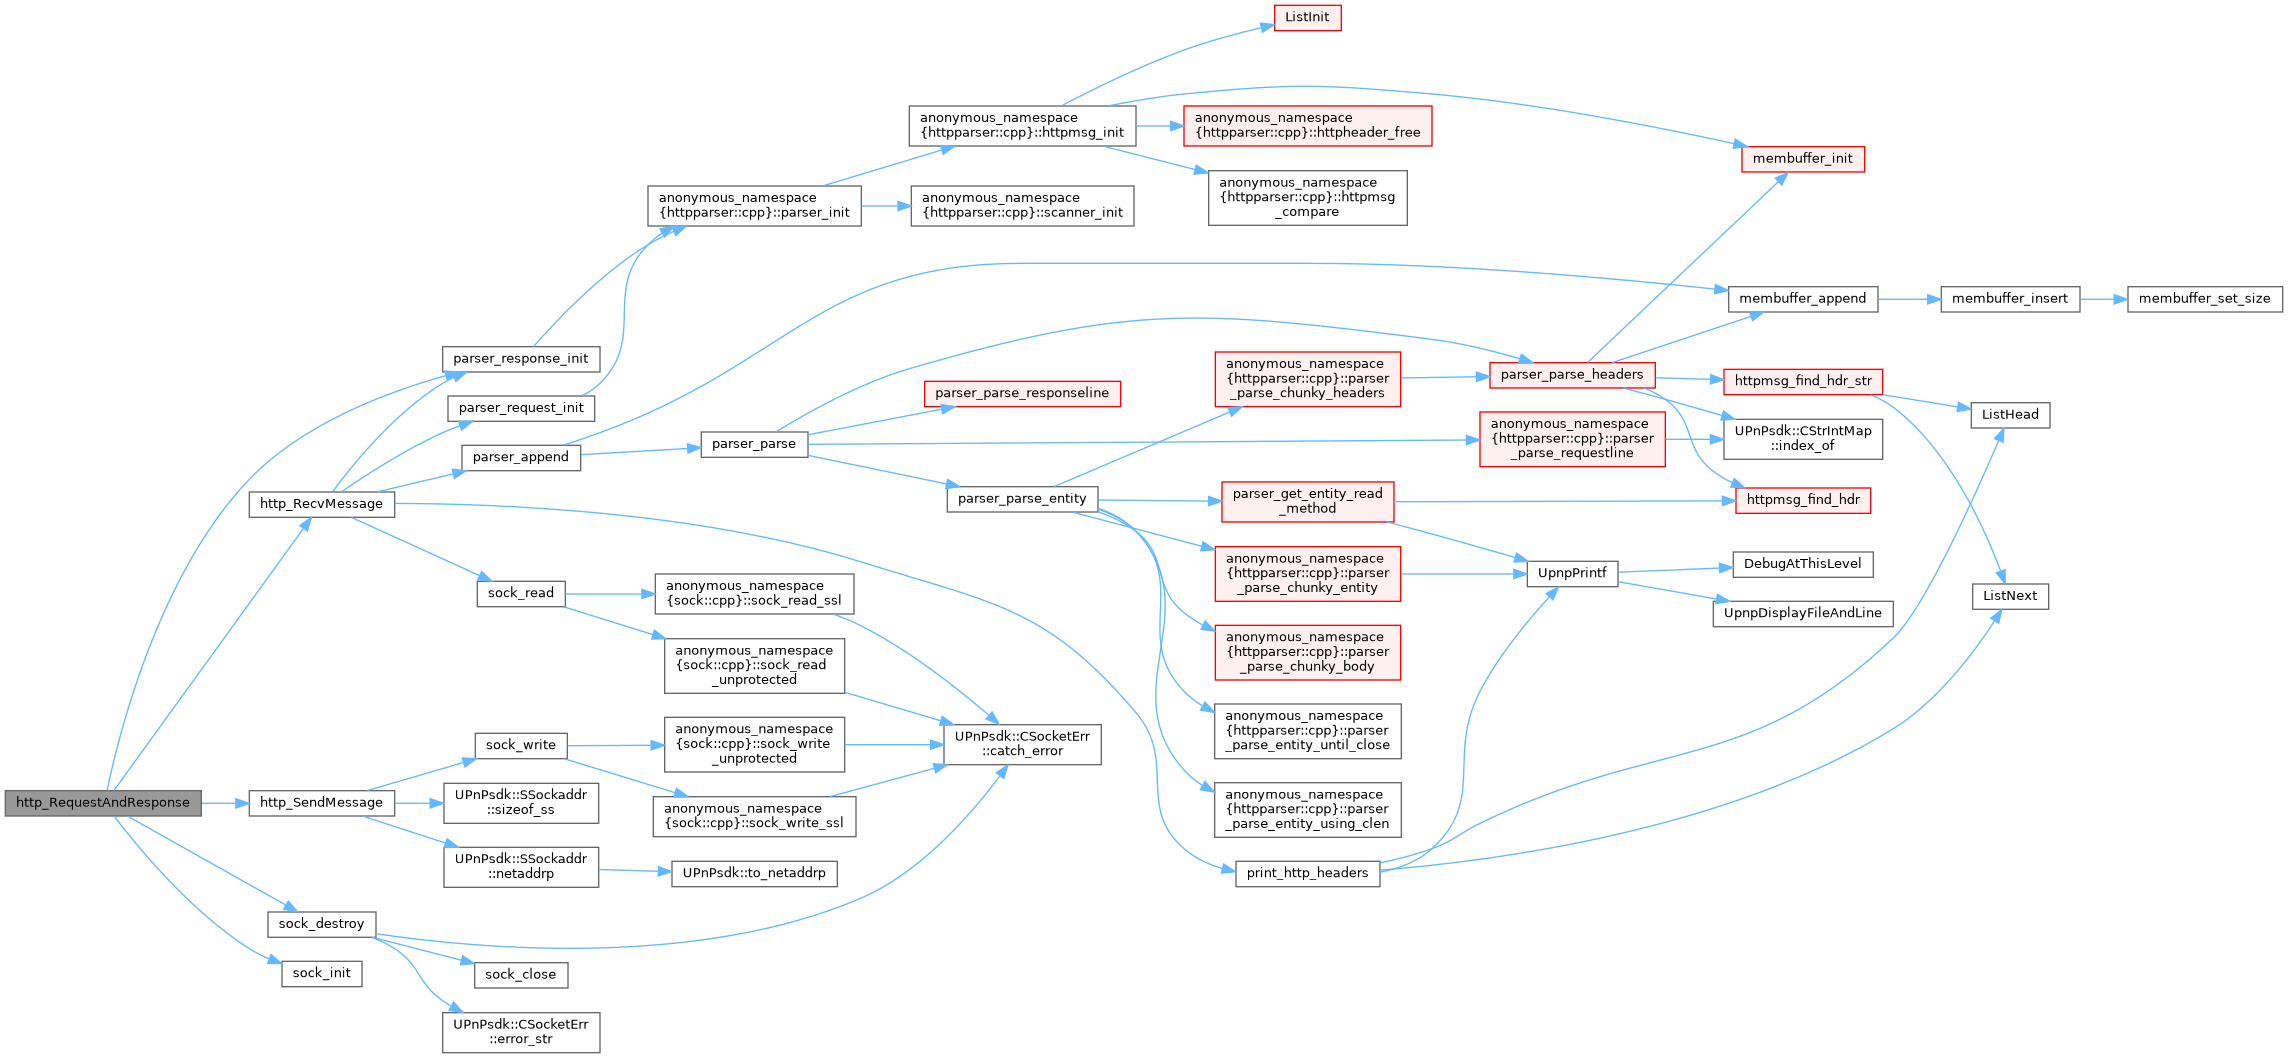 ListInit
anonymous_namespace
{httpparser::cpp}::httpmsg_init
anonymous_namespace
{httpparser::cpp}::httpheader_free
membuffer_init
anonymous_namespace
{httpparser::cpp}::parser_init
anonymous_namespace
{httpparser::cpp}::scanner_init
anonymous_namespace
{httpparser::cpp}::httpmsg
_compare
membuffer_append
membuffer_insert
membuffer_set_size
parser_response_init
parser_request_init
parser_append
parser_parse
parser_parse_responseline
anonymous_namespace
{httpparser::cpp}::parser
_parse_chunky_headers
parser_parse_headers
httpmsg_find_hdr_str
ListHead
anonymous_namespace
{httpparser::cpp}::parser
_parse_requestline
UPnPsdk::CStrIntMap
::index_of
http_RecvMessage
parser_parse_entity
parser_get_entity_read
_method
httpmsg_find_hdr
anonymous_namespace
{httpparser::cpp}::parser
_parse_chunky_entity
UpnpPrintf
DebugAtThisLevel
UpnpDisplayFileAndLine
ListNext
sock_read
anonymous_namespace
{sock::cpp}::sock_read_ssl
anonymous_namespace
{sock::cpp}::sock_read
_unprotected
anonymous_namespace
{httpparser::cpp}::parser
_parse_chunky_body
sock_write
anonymous_namespace
{sock::cpp}::sock_write
_unprotected
UPnPsdk::CSocketErr
::catch_error
anonymous_namespace
{httpparser::cpp}::parser
_parse_entity_until_close
http_RequestAndResponse
http_SendMessage
UPnPsdk::SSockaddr
::sizeof_ss
anonymous_namespace
{sock::cpp}::sock_write_ssl
anonymous_namespace
{httpparser::cpp}::parser
_parse_entity_using_clen
UPnPsdk::SSockaddr
::netaddrp
UPnPsdk::to_netaddrp
print_http_headers
sock_destroy
sock_init
sock_close
UPnPsdk::CSocketErr
::error_str